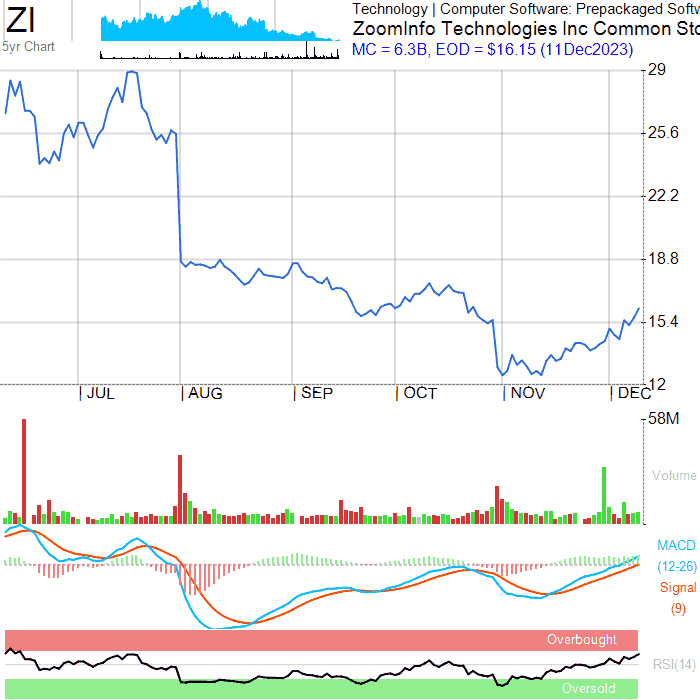 ZI
5yr Chart
Technology | Computer Software: Prepackaged Softw
ZoomInfo Technologies Inc Common Sto
MC = 6.3B, EOD = $16.15 (11Dec2023)
29
25.6
22.2
18.8
15.4
12
| JUL | AUG | SEP | OCT | NOV | DEC
58M
Volume
MACD
(12-26)
Signal
(9)
Overbought
RSI(14)
Oversold